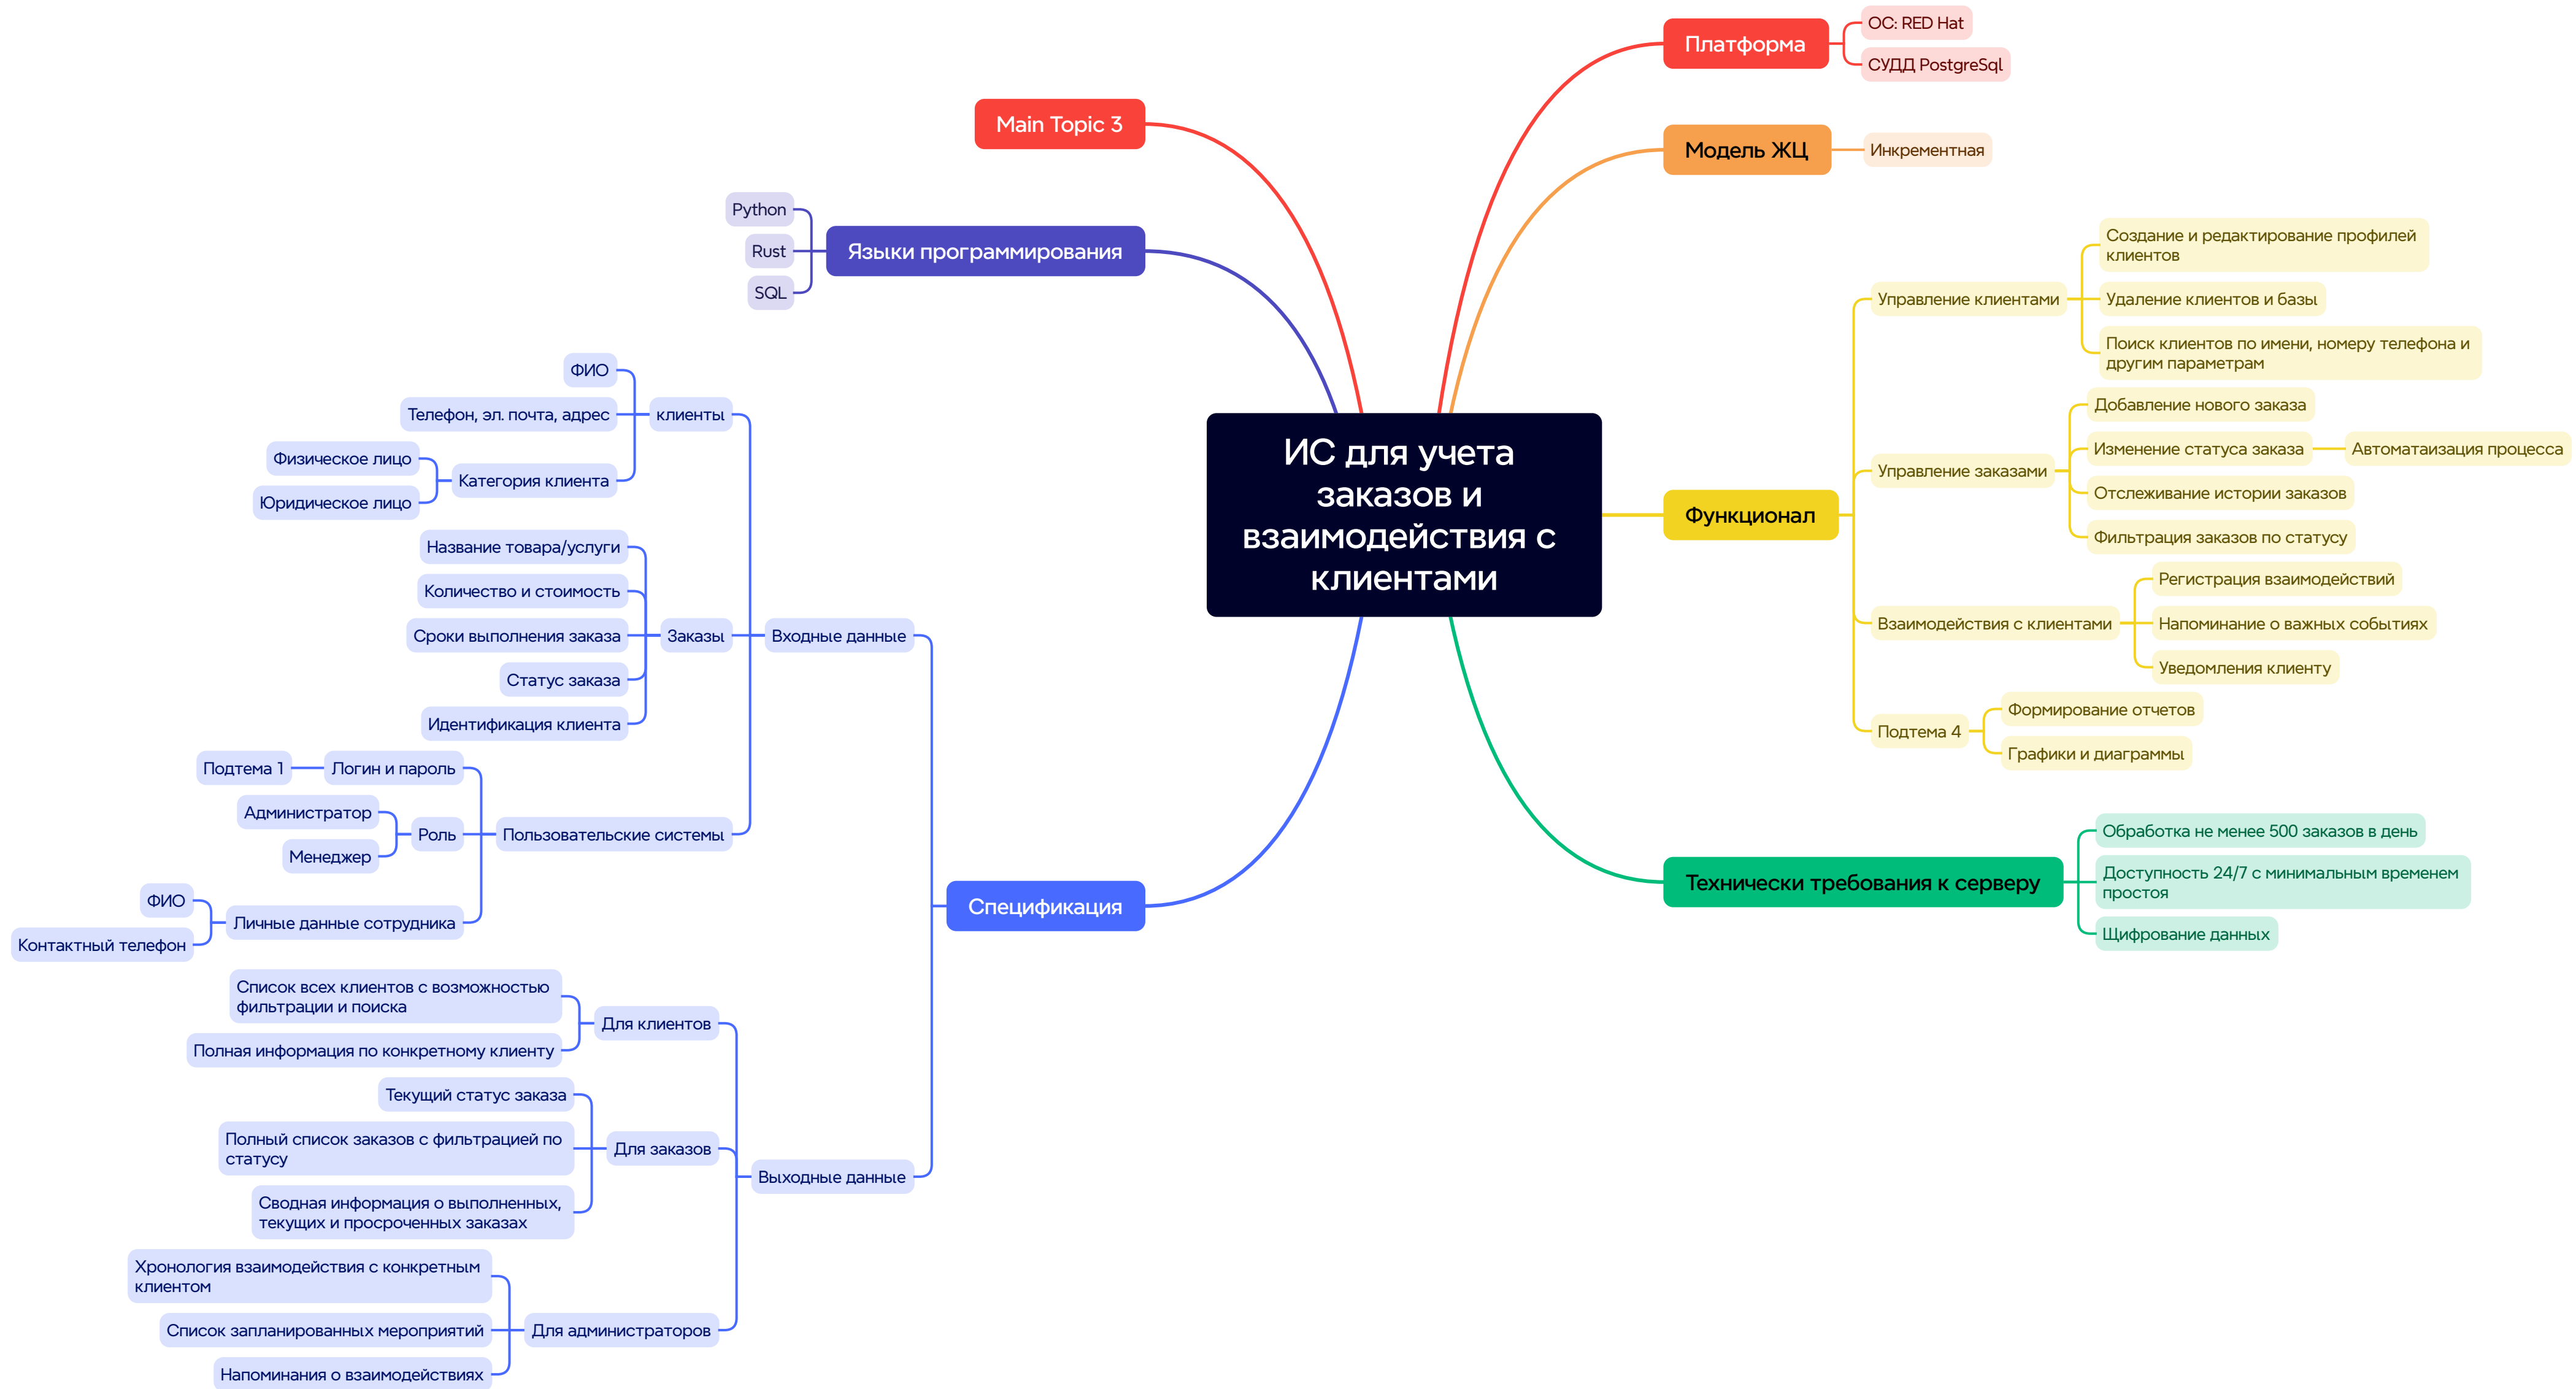 ИС для учета
заказов и
взаимодействия с
клиентами
Платформа
ОС: RED Hat
СУДД PostgreSql
Модель ЖЦ
Инкрементная
Функционал
Управление клиентами
Создание и редактирование профилей
клиентов
Удаление клиентов и базы
Поиск клиентов по имени, номеру телефона и
другим параметрам
Управление заказами
Добавление нового заказа
Изменение статуса заказа
Автоматаизация процесса
Отслеживание истории заказов
Фильтрация заказов по статусу
Взаимодействия с клиентами
Регистрация взаимодействий
Напоминание о важных событиях
Уведомления клиенту
Подтема 4
Формирование отчетов
Графики и диаграммы
Технически требования к серверу
Обработка не менее 500 заказов в день
Доступность 24/7 с минимальным временем
простоя
Щифрование данных
Main Topic 3
Языки программирования
Python
Rust
SQL
Спецификация
Входные данные
клиенты
ФИО
Телефон, эл. почта, адрес
Категория клиента
Физическое лицо
Юридическое лицо
Заказы
Название товара/услуги
Количество и стоимость
Сроки выполнения заказа
Статус заказа
Идентификация клиента
Пользовательские системы
Логин и пароль
Подтема 1
Роль
Администратор
Менеджер
Личные данные сотрудника
ФИО
Контактный телефон
Выходные данные
Для клиентов
Список всех клиентов с возможностью
фильтрации и поиска
Полная информация по конкретному клиенту
Для заказов
Текущий статус заказа
Полный список заказов с фильтрацией по
статусу
Сводная информация о выполненных,
текущих и просроченных заказах
Для администраторов
Хронология взаимодействия с конкретным
клиентом
Список запланированных мероприятий
Напоминания о взаимодействиях